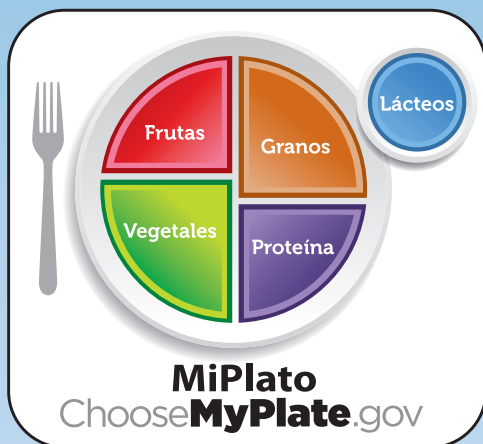 Frutas
Granos
Lácteos
Vegetales
Proteína
MiPlato
ChooseMyPlate.gov